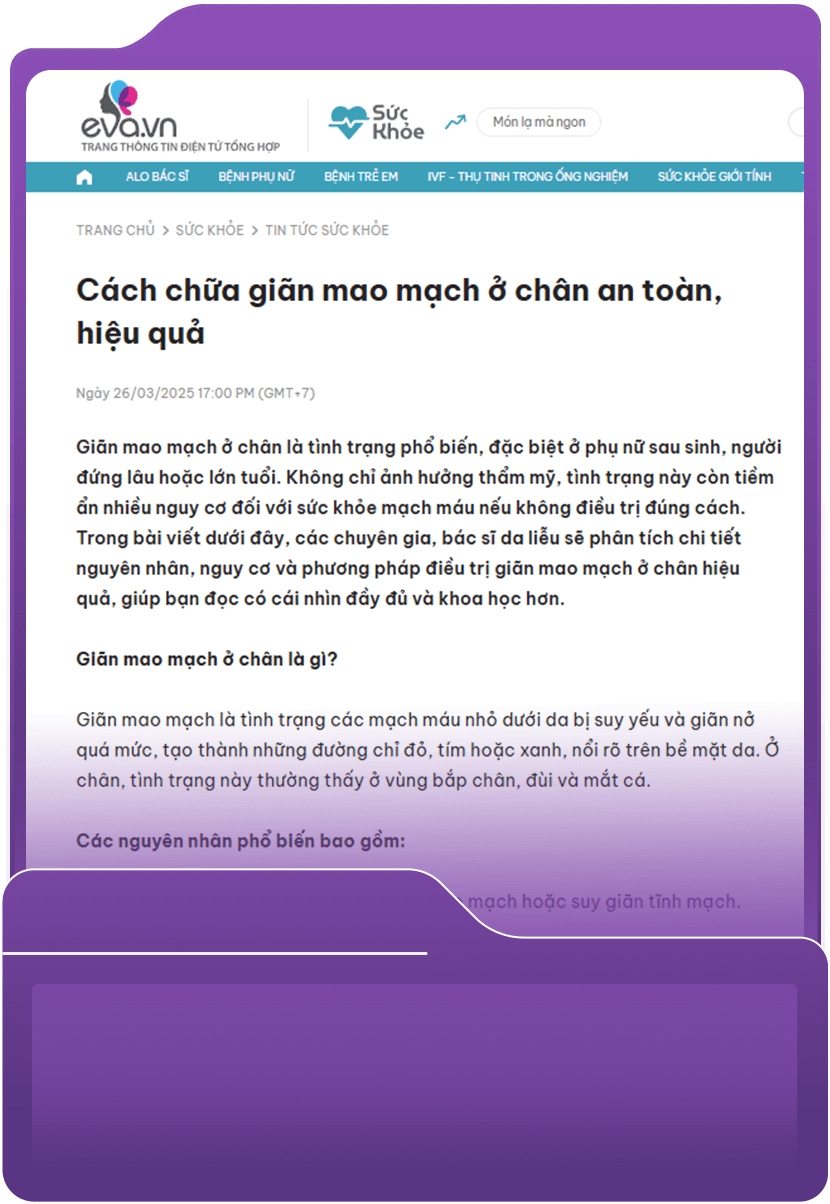 eva.vn
TRANG THÔNG TIN ĐIỆN TỬ TỔNG HỢP
Sức
Khỏe
Món lạ mà ngon
ALO BÁC SĨ BỆNH PHỤ NỮ BỆNH TRẺ EM IVF - THỤ TINH TRONG ỐNG NGHIỆM SỨC KHỎE GIỚI TÍNH
TRANG CHỦ > SỨC KHỎE > TIN TỨC SỨC KHỎE
Cách chữa giãn mao mạch ở chân an toàn,
hiệu quả
Ngày 26/03/2025 17:00 PM (GMT+7)
Giãn mao mạch ở chân là tình trạng phổ biến, đặc biệt ở phụ nữ sau sinh, người
đứng lâu hoặc lớn tuổi. Không chỉ ảnh hưởng thẩm mỹ, tình trạng này còn tiềm
ẩn nhiều nguy cơ đối với sức khỏe mạch máu nếu không điều trị đúng cách.
Trong bài viết dưới đây, các chuyên gia, bác sĩ da liễu sẽ phân tích chi tiết
nguyên nhân, nguy cơ và phương pháp điều trị giãn mao mạch ở chân hiệu
quả, giúp bạn đọc có cái nhìn đầy đủ và khoa học hơn.
Giãn mao mạch ở chân là gì?
Giãn mao mạch là tình trạng các mạch máu nhỏ dưới da bị suy yếu và giãn nở
quá mức, tạo thành những đường chỉ đỏ, tím hoặc xanh, nổi rõ trên bề mặt da. Ở
chân, tình trạng này thường thấy ở vùng bắp chân, đùi và mắt cá.
Các nguyên nhân phổ biến bao gồm:
mạch hoặc suy giãn tĩnh mạch.